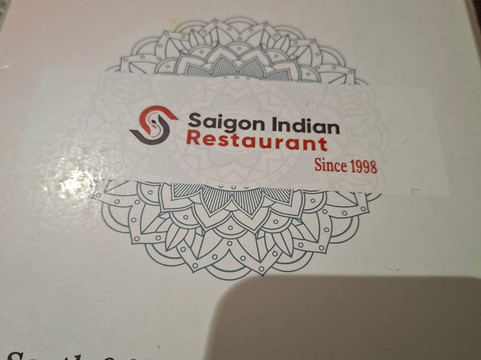 Saigon Indian
Restaurant
Since 1998